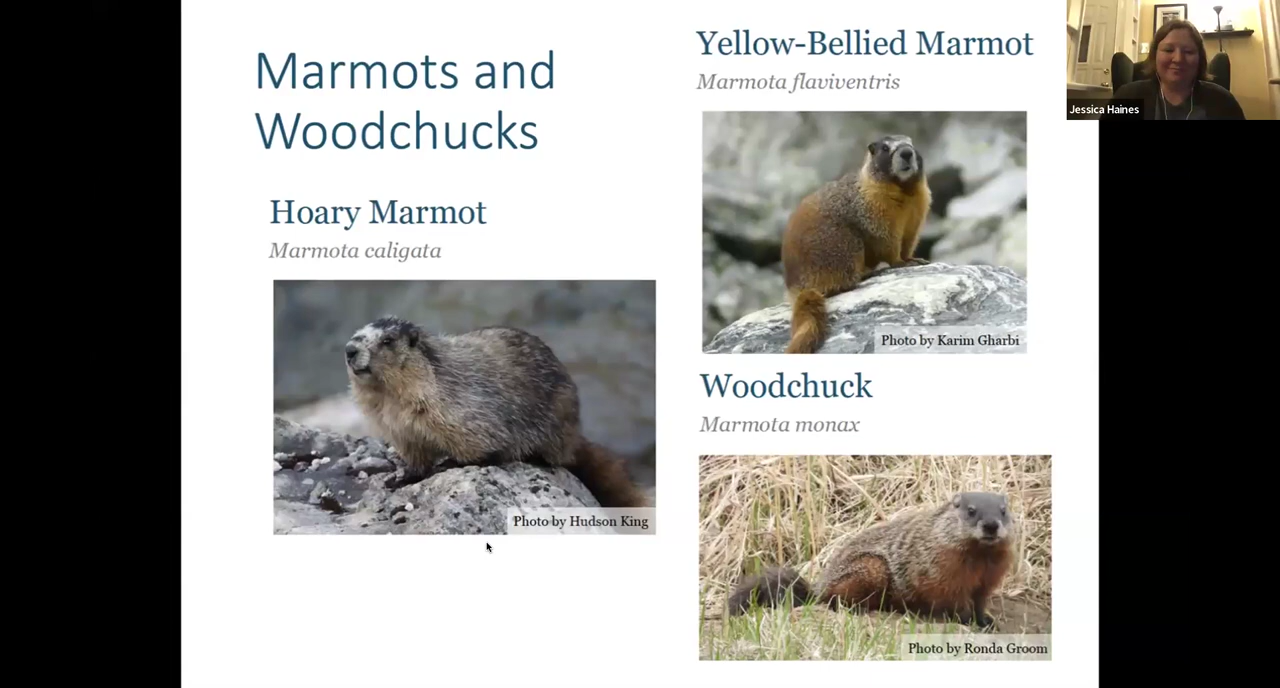 Marmots and
Woodchucks
Hoary Marmot
Marmota caligata
Photo by Hudson King
Yellow-Bellied Marmot
Marmota flaviventris
Photo by Karim Gharbi
Woodchuck
Marmota monax
Photo by Ronda Groom
Jessica Haines